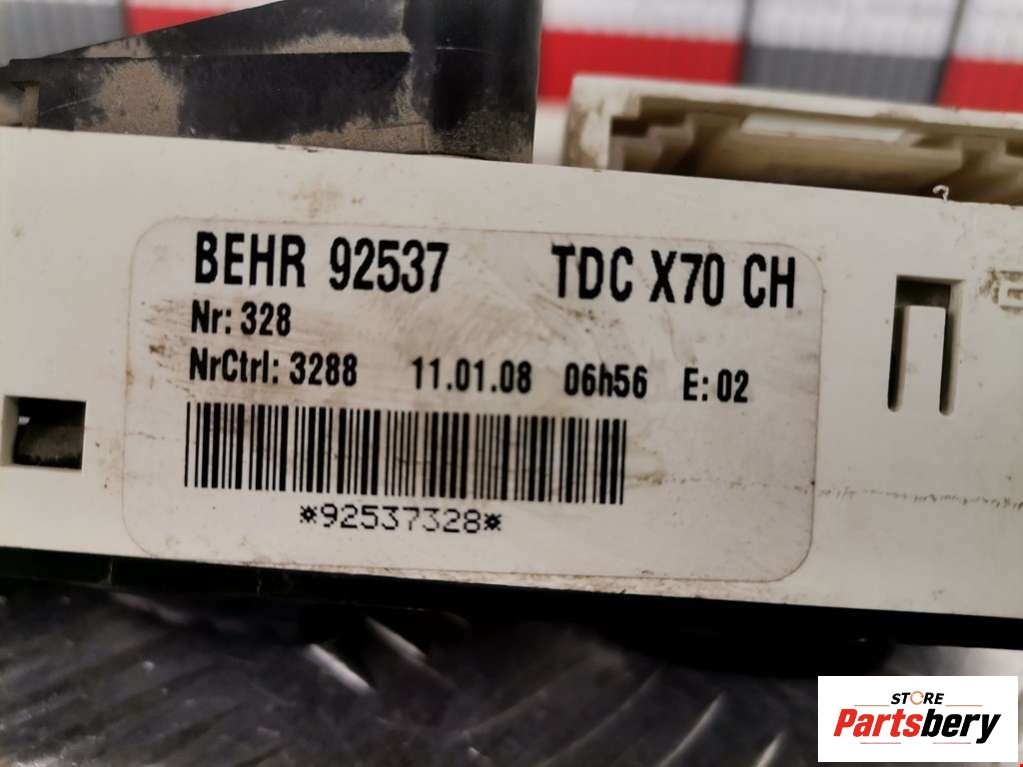 BEHR 92537 TDC X70 CH
Nr: 328
NrCtrl: 3288 11.01.08 06h56 E: 02
*92537328*
STORE
Partsbery